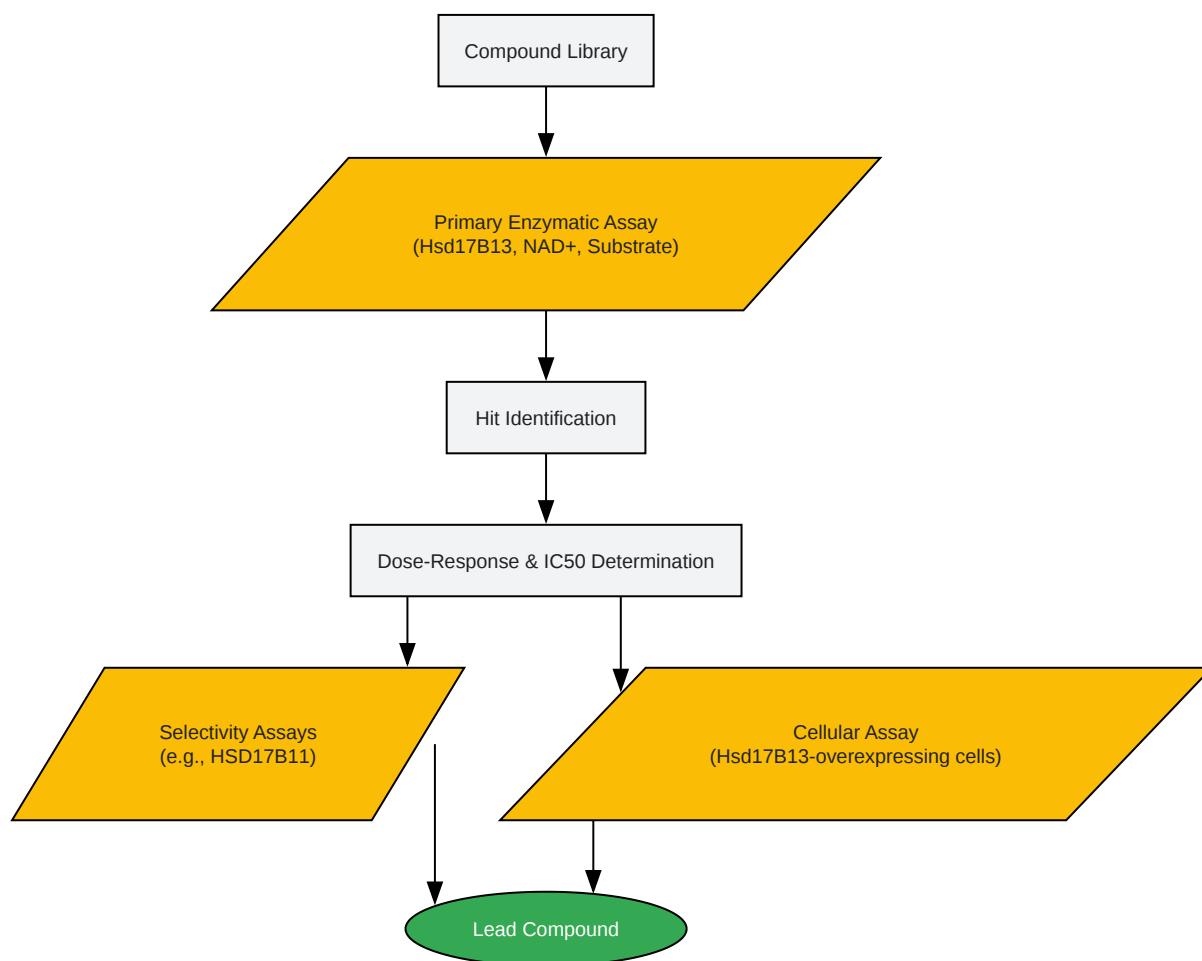 Compound Library
Primary Enzymatic Assay
(Hsd17B13, NAD+, Substrate)
Hit Identification
Dose-Response & IC50 Determination
Selectivity Assays
(e.g., HSD17B11)
Cellular Assay
(Hsd17B13-overexpressing cells)
Lead Compound